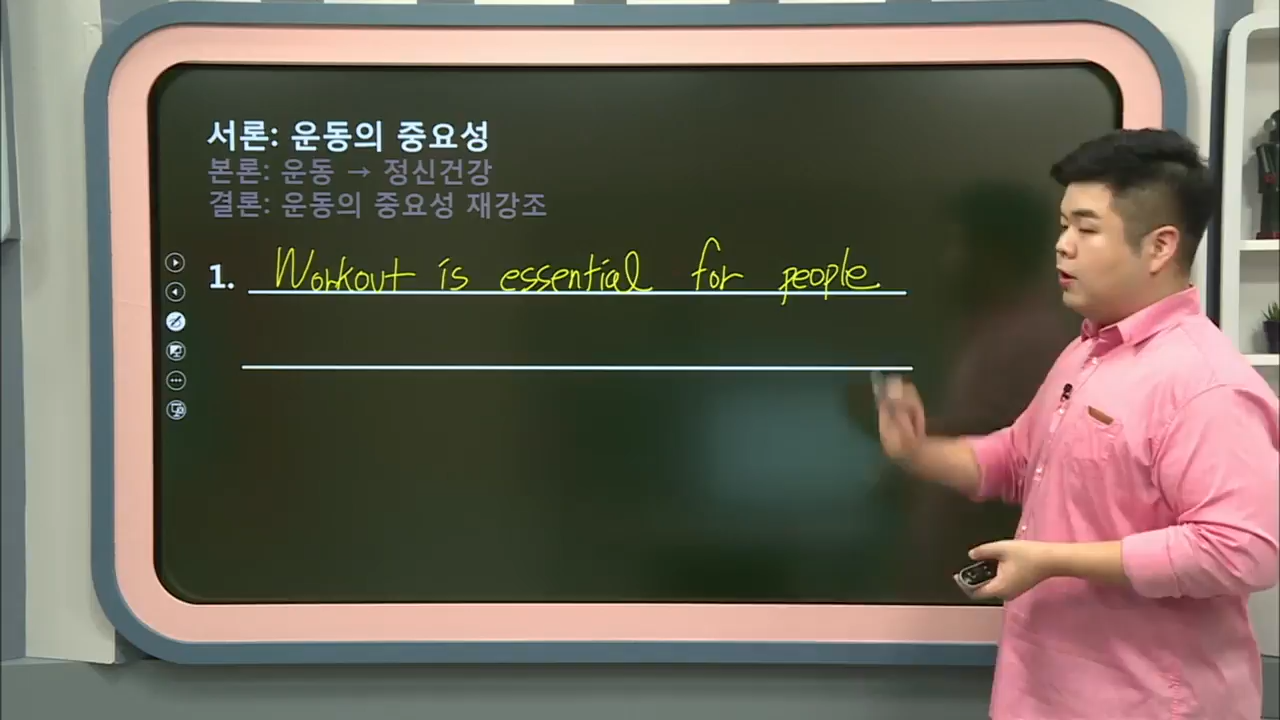 서론: 운동의 중요성
본론: 운동 → 정신건강
결론: 운동의 중요성 재강조
1. Workout is essential for people